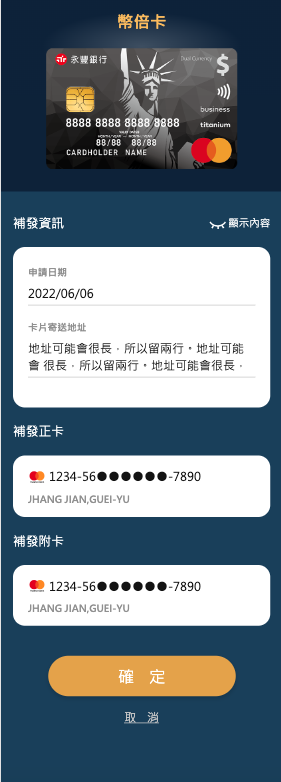 幣倍卡
永豐銀行
Dual Currency
$
8888 8888 8888 8888
business
titanium
88/88 88/88
CARDHOLDER NAME
補發資訊
顯示內容
申請日期
2022/06/06
卡片寄送地址
地址可能會很長，所以留兩行。地址可能
會 很長，所以留兩行。地址可能會很長，
補發正卡
1234-56●●●●●●-7890
JHANG JIAN,GUEI-YU
補發附卡
1234-56●●●●●●-7890
JHANG JIAN,GUEI-YU
確 定
取 消